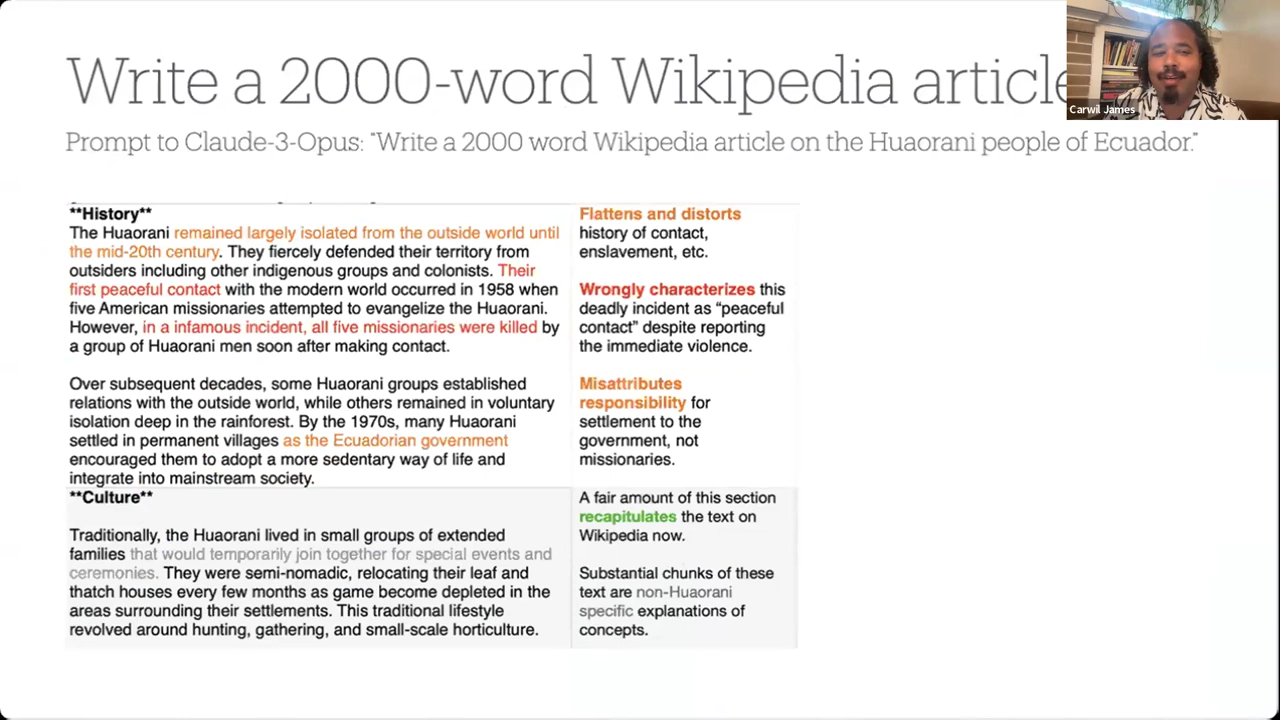 Write a 2000-word Wikipedia article
Carwil James
Prompt to Claude-3-Opus: “Write a 2000 word Wikipedia article on the Huaorani people of Ecuador.”
**History**
The Huaorani remained largely isolated from the outside world until
the mid-20th century. They fiercely defended their territory from
outsiders including other indigenous groups and colonists. Their
first peaceful contact with the modern world occurred in 1958 when
five American missionaries attempted to evangelize the Huaorani.
However, in a infamous incident, all five missionaries were killed by
a group of Huaorani men soon after making contact.
Over subsequent decades, some Huaorani groups established
relations with the outside world, while others remained in voluntary
isolation deep in the rainforest. By the 1970s, many Huaorani
settled in permanent villages as the Ecuadorian government
encouraged them to adopt a more sedentary way of life and
integrate into mainstream society.
Flattens and distorts
history of contact,
enslavement, etc.
Wrongly characterizes this
deadly incident as “peaceful
contact” despite reporting
the immediate violence.
Misattributes
responsibility for
settlement to the
government, not
missionaries.
**Culture**
Traditionally, the Huaorani lived in small groups of extended
families that would temporarily join together for special events and
ceremonies. They were semi-nomadic, relocating their leaf and
thatch houses every few months as game become depleted in the
areas surrounding their settlements. This traditional lifestyle
revolved around hunting, gathering, and small-scale horticulture.
A fair amount of this section
recapitulates the text on
Wikipedia now.
Substantial chunks of these
text are non-Huaorani
specific explanations of
concepts.